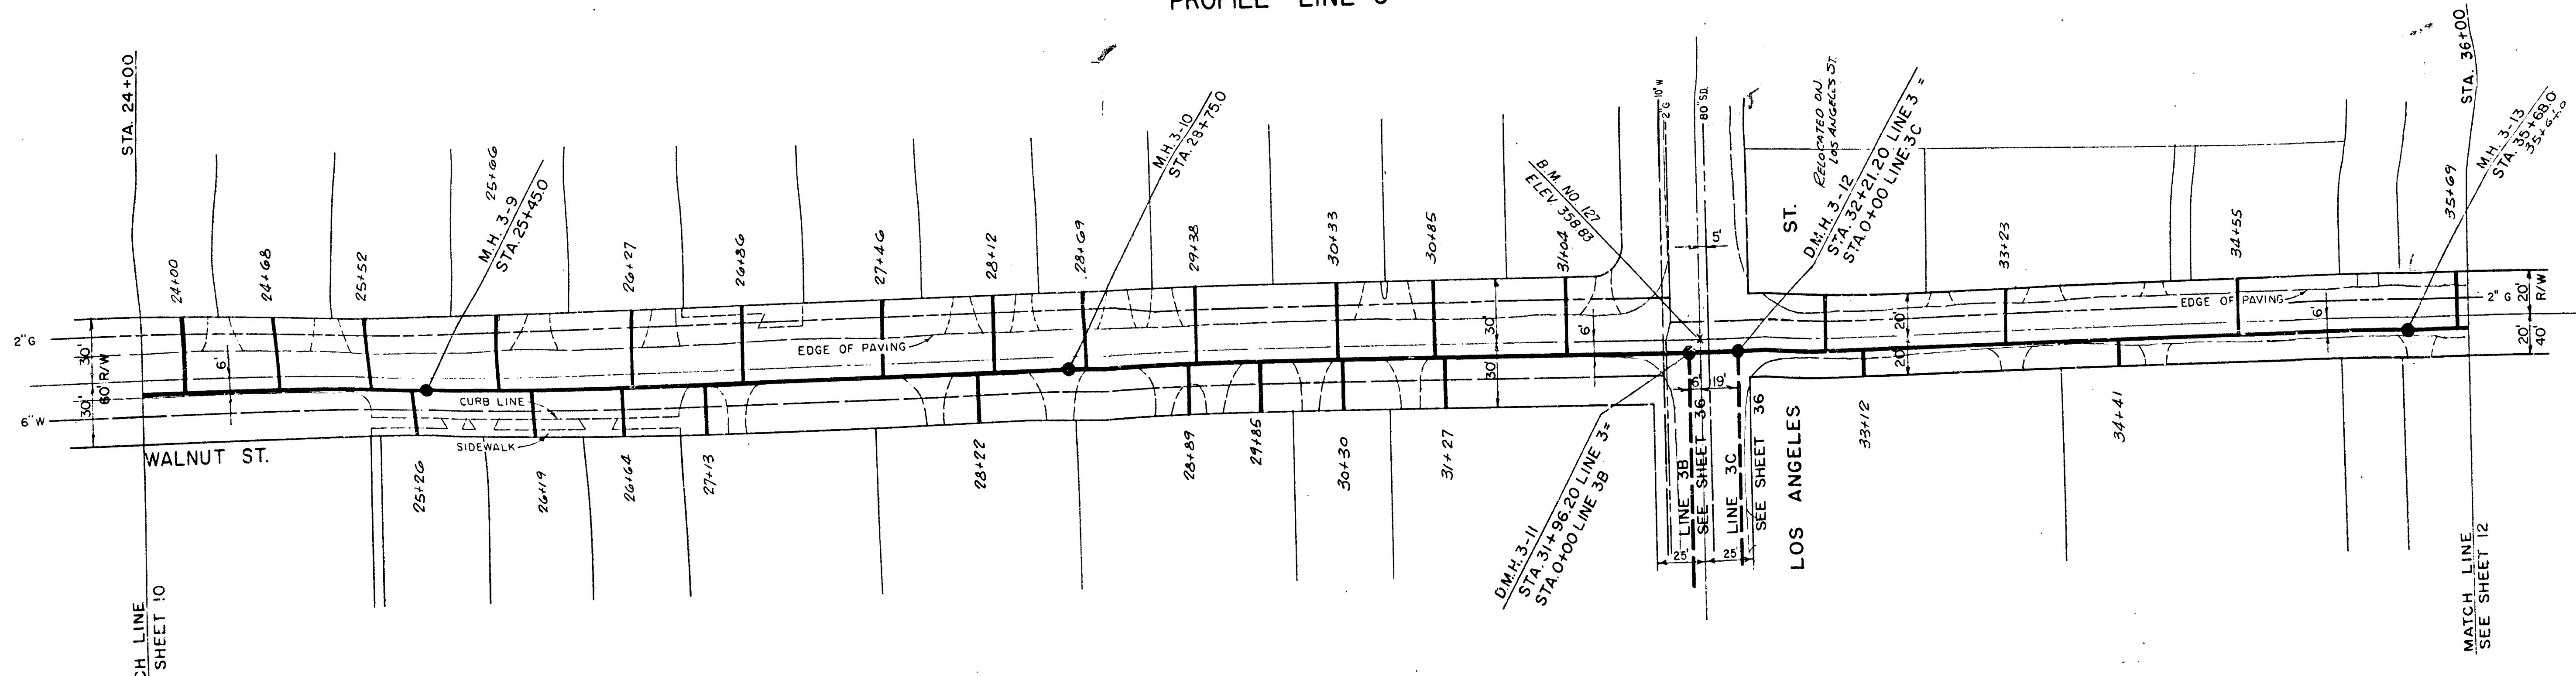 PROFILE LINE 3
STA. 24+00
24+00
24+68
25+52
25+66
M.H. 3-9
STA. 25+45.0
26+27
26+86
27+46
28+12
28+69
M.H. 3-10
STA. 28+75.0
29+38
30+33
30+85
31+04
B.M. NO. 127
ELEV. 358.83
2"G
10"W
80"S.D.
5'
ST.
RELOCATED ON
LOS ANGELES ST.
D.M.H. 3-12
STA. 32+21.20 LINE 3 =
STA. 0+00 LINE 3C
33+23
34+55
35+69
STA. 36+00
M.H. 3-13
STA. 35+68.0
2"G
30'
60' R/W
30'
6"W
6'
EDGE OF PAVING
CURB LINE
SIDEWALK
30'
30'
6'
6'
19'
20'
20'
EDGE OF PAVING
6'
2" G
20'
R/W
20'
40'
WALNUT ST.
25+26
26+19
26+64
27+13
28+22
28+89
29+85
30+30
31+27
D.M.H. 3-11
STA. 31+96.20 LINE 3=
STA. 0+00 LINE 3B
LINE 3B
SEE SHEET 36
LINE 3C
SEE SHEET 36
25'
25'
LOS ANGELES
33+12
34+41
CH LINE
SHEET 10
MATCH LINE
SEE SHEET 12